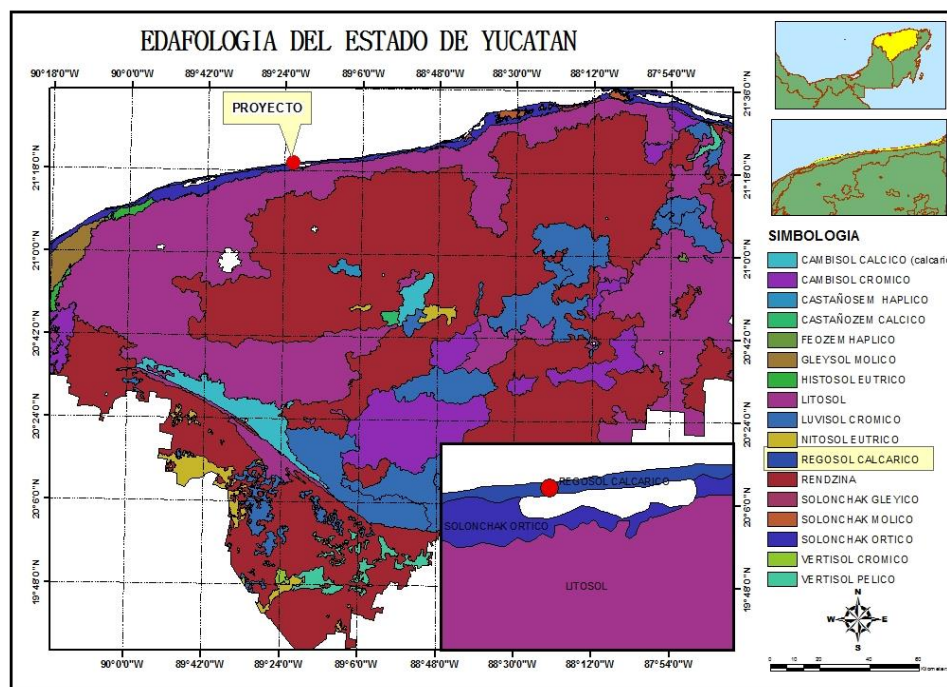 EDAFOLOGIA DEL ESTADO DE YUCATAN
90°18'0"W 90°0'0"W 89°42'0"W 89°24'0"W 89°6'0"W 88°48'0"W 88°30'0"W 88°12'0"W 87°54'0"W
PROYECTO
21°18'0"N
21°0'0"N
20°42'0"N
20°24'0"N
20°6'0"N
19°48'0"N
21°36'0"N
21°18'0"N
21°0'0"N
20°42'0"N
20°24'0"N
20°6'0"N
19°48'0"N
REGOSOL CALCARICO
SOLONCHAK ORTICO
LITOSOL
90°0'0"W 89°42'0"W 89°24'0"W 89°6'0"W 88°48'0"W 88°30'0"W 88°12'0"W 87°54'0"W
SIMBOLOGIA
CAMBISOL CALCICO (calcaric
CAMBISOL CROMICO
CASTAÑOSEM HAPLICO
CASTAÑOZEM CALCICO
FEOZEM HAPLICO
GLEYSOL MOLICO
HISTOSOL EUTRICO
LITOSOL
LUVISOL CROMICO
NITOSOL EUTRICO
REGOSOL CALCARICO
RENDZINA
SOLONCHAK GLEYICO
SOLONCHAK MOLICO
SOLONCHAK ORTICO
VERTISOL CROMICO
VERTISOL PELICO
N
W E
S
0 10 20 40 60